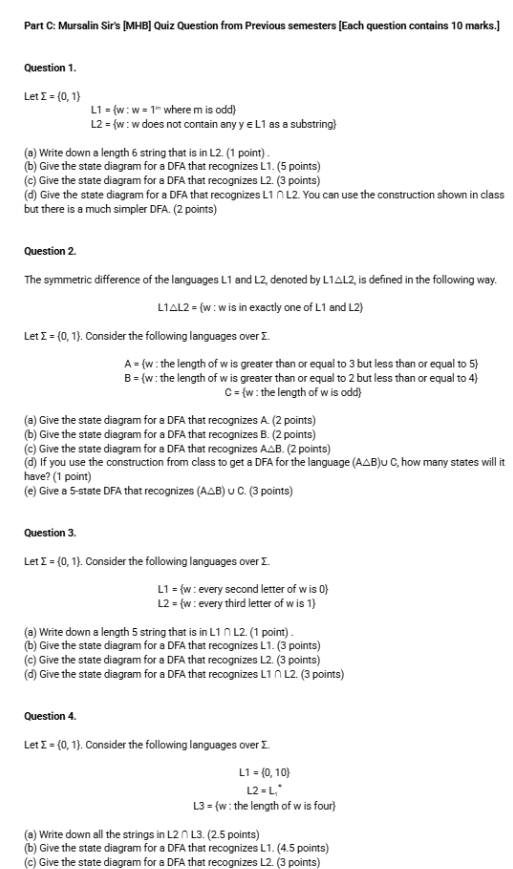 Part C: Mursalin Sir's [MHB] Quiz Question from Previous semesters [Each question contains 10 marks.]
Question 1.
Let Σ = {0, 1}
L1 = {w : w = 1ᵐ where m is odd}
L2 = {w : w does not contain any y ∈ L1 as a substring}
(a) Write down a length 6 string that is in L2. (1 point) .
(b) Give the state diagram for a DFA that recognizes L1. (5 points)
(c) Give the state diagram for a DFA that recognizes L2. (3 points)
(d) Give the state diagram for a DFA that recognizes L1 ∩ L2. You can use the construction shown in class
but there is a much simpler DFA. (2 points)
Question 2.
The symmetric difference of the languages L1 and L2, denoted by L1△L2, is defined in the following way.
L1△L2 = {w : w is in exactly one of L1 and L2}
Let Σ = {0, 1}. Consider the following languages over Σ.
A = {w : the length of w is greater than or equal to 3 but less than or equal to 5}
B = {w : the length of w is greater than or equal to 2 but less than or equal to 4}
C = {w : the length of w is odd}
(a) Give the state diagram for a DFA that recognizes A. (2 points)
(b) Give the state diagram for a DFA that recognizes B. (2 points)
(c) Give the state diagram for a DFA that recognizes A△B. (2 points)
(d) If you use the construction from class to get a DFA for the language (A△B)∪ C, how many states will it
have? (1 point)
(e) Give a 5-state DFA that recognizes (A△B) ∪ C. (3 points)
Question 3.
Let Σ = {0, 1}. Consider the following languages over Σ.
L1 = {w : every second letter of w is 0}
L2 = {w : every third letter of w is 1}
(a) Write down a length 5 string that is in L1 ∩ L2. (1 point) .
(b) Give the state diagram for a DFA that recognizes L1. (3 points)
(c) Give the state diagram for a DFA that recognizes L2. (3 points)
(d) Give the state diagram for a DFA that recognizes L1 ∩ L2. (3 points)
Question 4.
Let Σ = {0, 1}. Consider the following languages over Σ.
L1 = {0, 10}
L2 = L₁*
L3 = {w : the length of w is four}
(a) Write down all the strings in L2 ∩ L3. (2.5 points)
(b) Give the state diagram for a DFA that recognizes L1. (4.5 points)
(c) Give the state diagram for a DFA that recognizes L2. (3 points)